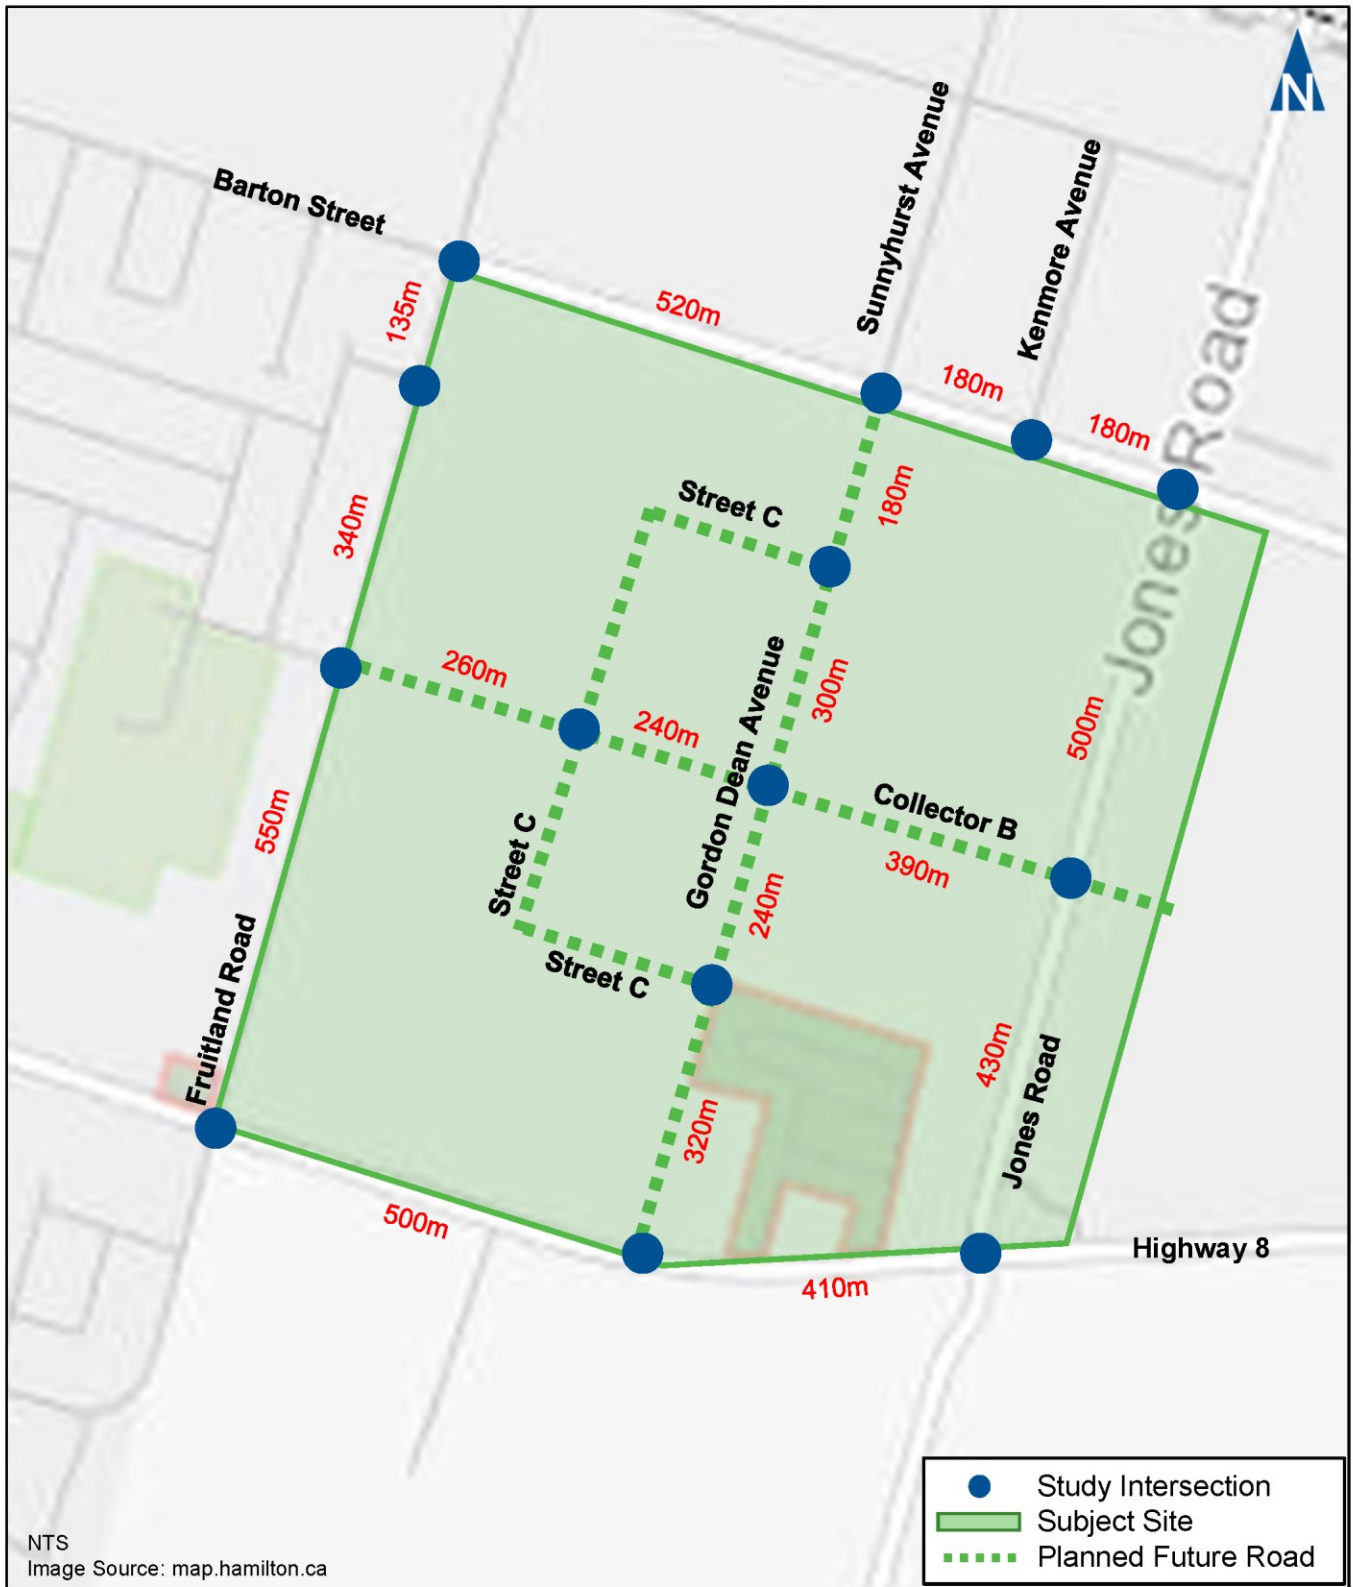 N
Barton Street
Sunnyhurst Avenue
Kenmore Avenue
Jones Road
135m
520m
180m
180m
180m
340m
Street C
260m
240m
300m
500m
Gordon Dean Avenue
Collector B
390m
550m
Street C
240m
Street C
Fruitland Road
430m
Jones Road
320m
500m
410m
Highway 8
Study Intersection
Subject Site
Planned Future Road
NTS
Image Source: map.hamilton.ca